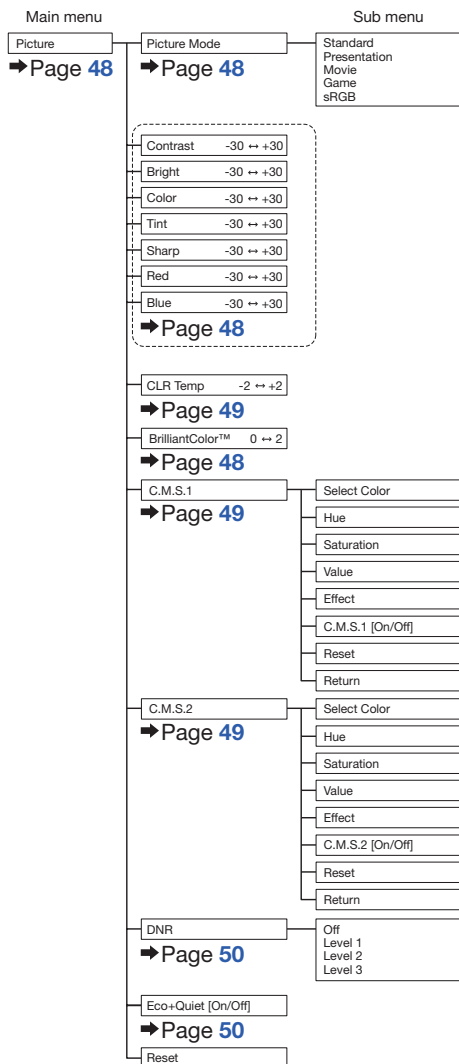 Main menu
Sub menu
Picture
➡Page 48
Picture Mode
➡Page 48
Standard
Presentation
Movie
Game
sRGB
Contrast -30 ↔ +30
Bright -30 ↔ +30
Color -30 ↔ +30
Tint -30 ↔ +30
Sharp -30 ↔ +30
Red -30 ↔ +30
Blue -30 ↔ +30
➡Page 48
CLR Temp -2 ↔ +2
➡Page 49
BrilliantColor™ 0 ↔ 2
➡Page 48
C.M.S.1
➡Page 49
Select Color
Hue
Saturation
Value
Effect
C.M.S.1 [On/Off]
Reset
Return
C.M.S.2
➡Page 49
Select Color
Hue
Saturation
Value
Effect
C.M.S.2 [On/Off]
Reset
Return
DNR
➡Page 50
Off
Level 1
Level 2
Level 3
Eco+Quiet [On/Off]
➡Page 50
Reset